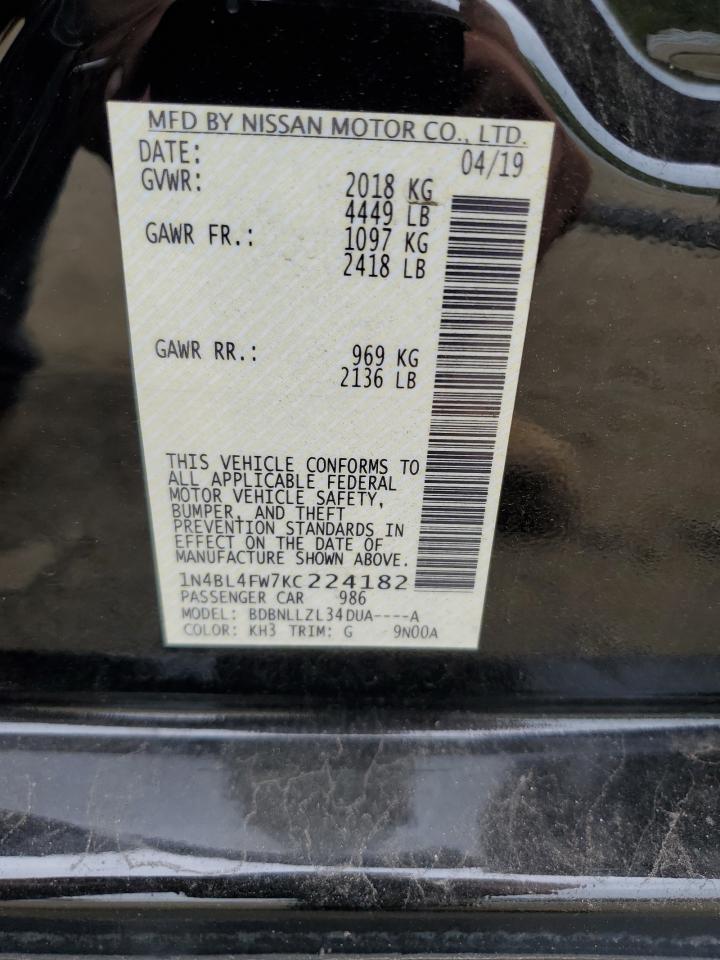 MFD BY NISSAN MOTOR CO., LTD.
DATE: 04/19
GVWR: 2018 KG
4449 LB
GAWR FR.: 1097 KG
2418 LB
GAWR RR.: 969 KG
2136 LB
THIS VEHICLE CONFORMS TO
ALL APPLICABLE FEDERAL
MOTOR VEHICLE SAFETY,
BUMPER, AND THEFT
PREVENTION STANDARDS IN
EFFECT ON THE DATE OF
MANUFACTURE SHOWN ABOVE.
1N4BL4FW7KC224182
PASSENGER CAR 986
MODEL: BDBNLLZL34DUA----A
COLOR: KH3 TRIM: G 9N00A